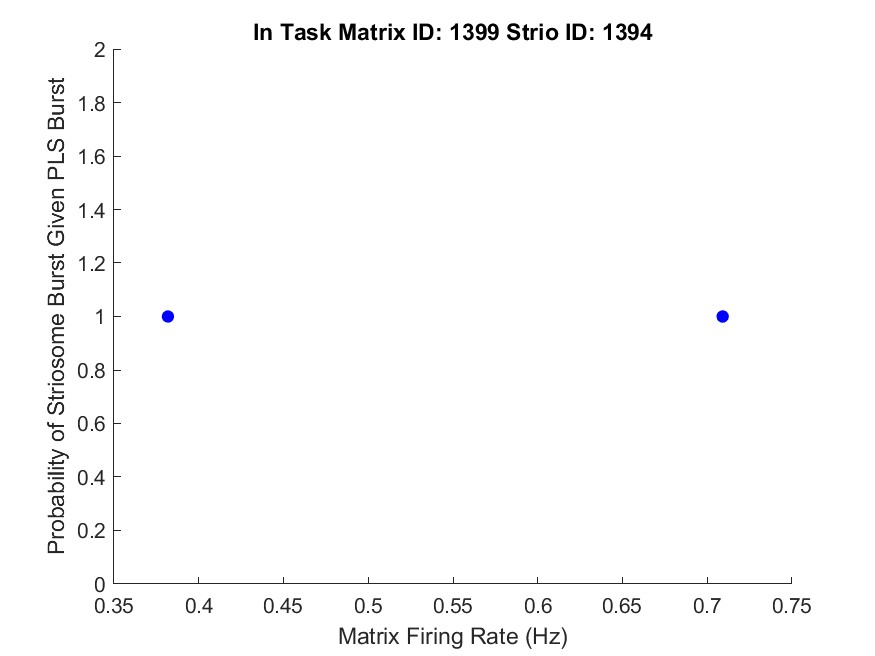 In Task Matrix ID: 1399 Strio ID: 1394
Probability of Striosome Burst Given PLS Burst
2
1.8
1.6
1.4
1.2
1
0.8
0.6
0.4
0.2
0
0.35 0.4 0.45 0.5 0.55 0.6 0.65 0.7 0.75
Matrix Firing Rate (Hz)